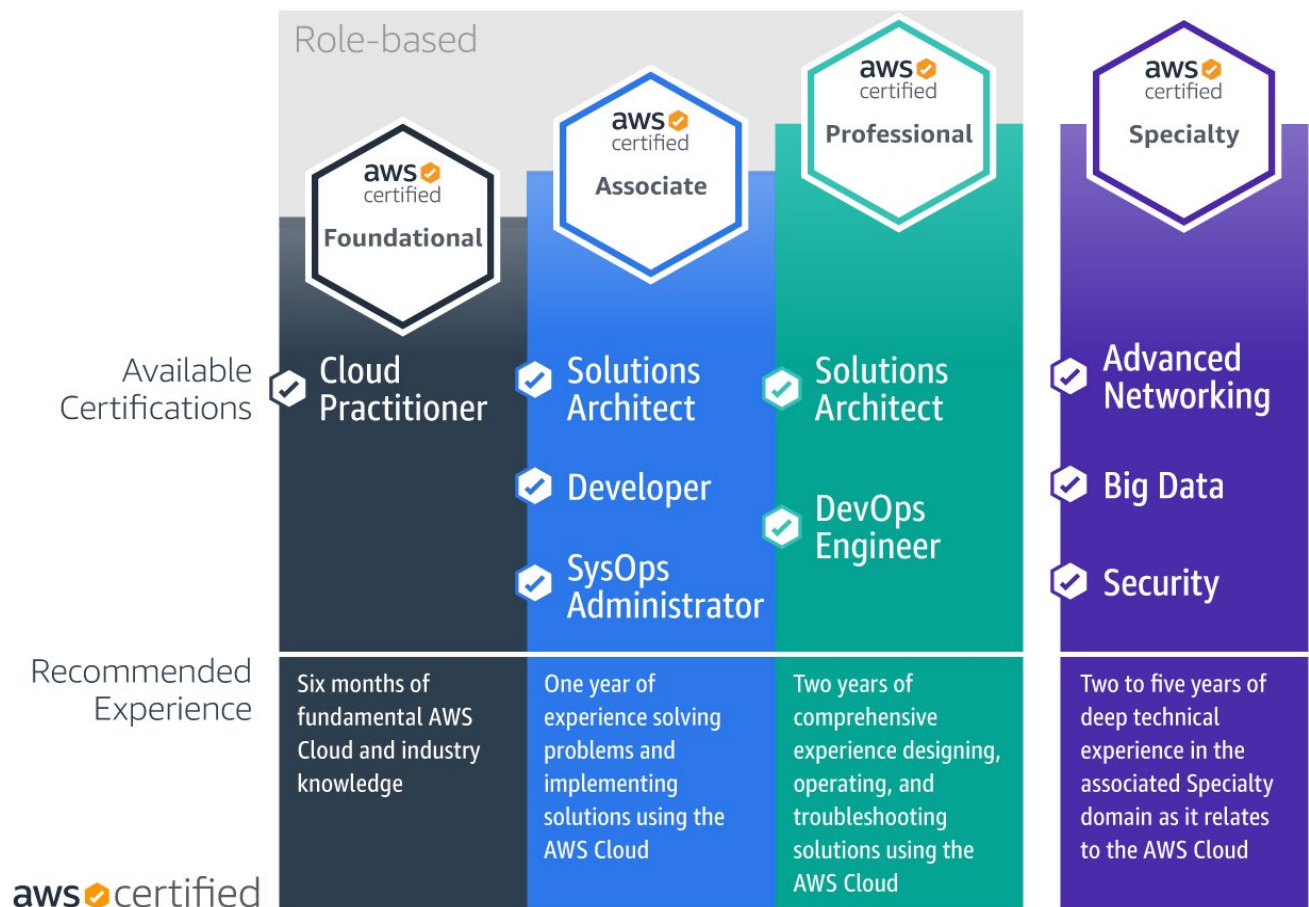 Role-based
aws
certified
Foundational
aws
certified
Associate
aws
certified
Professional
aws
certified
Specialty
Available
Certifications
Cloud
Practitioner
Solutions
Architect
Developer
SysOps
Administrator
Solutions
Architect
DevOps
Engineer
Advanced
Networking
Big Data
Security
Recommended
Experience
Six months of
fundamental AWS
Cloud and industry
knowledge
One year of
experience solving
problems and
implementing
solutions using the
AWS Cloud
Two years of
comprehensive
experience designing,
operating, and
troubleshooting
solutions using the
AWS Cloud
Two to five years of
deep technical
experience in the
associated Specialty
domain as it relates
to the AWS Cloud
aws certified